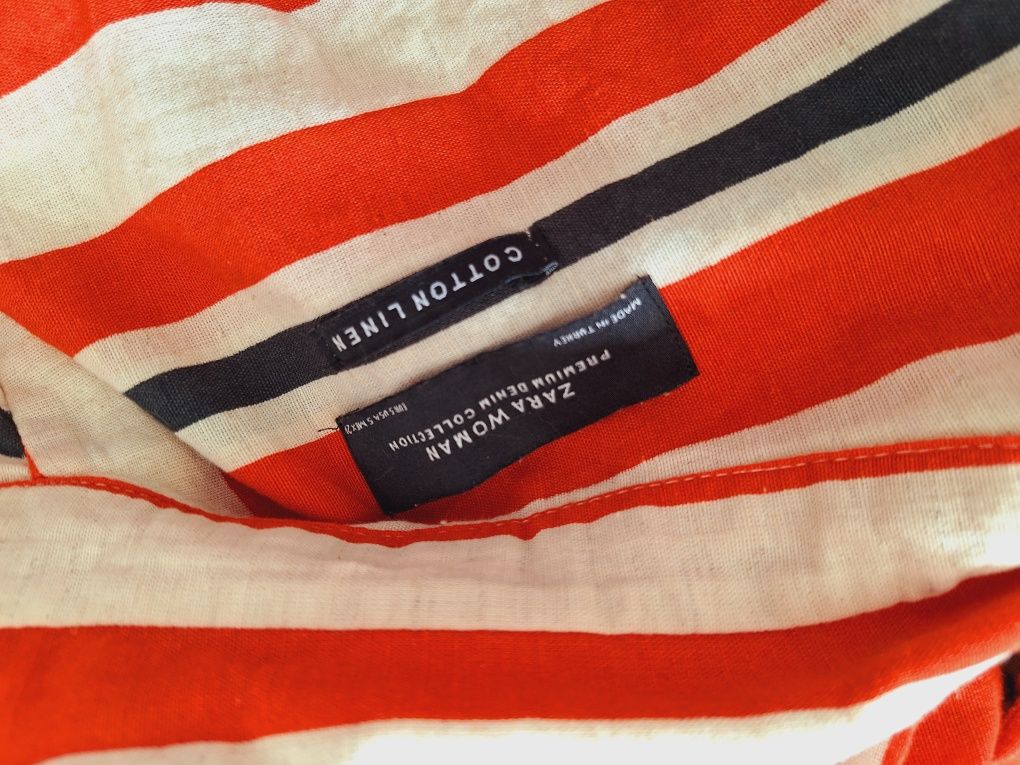 COTTON LINEN
ZARA WOMAN
PREMIUM DENIM COLLECTION
MADE IN TURKEY